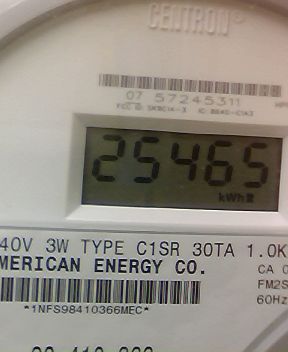 CENTRON®
07 57245311
25465
kWh
40V 3W TYPE C1SR 30TA 1.0K
MERICAN ENERGY CO.
CA 0
FM2S
60Hz
*1NFS98410366MEC*